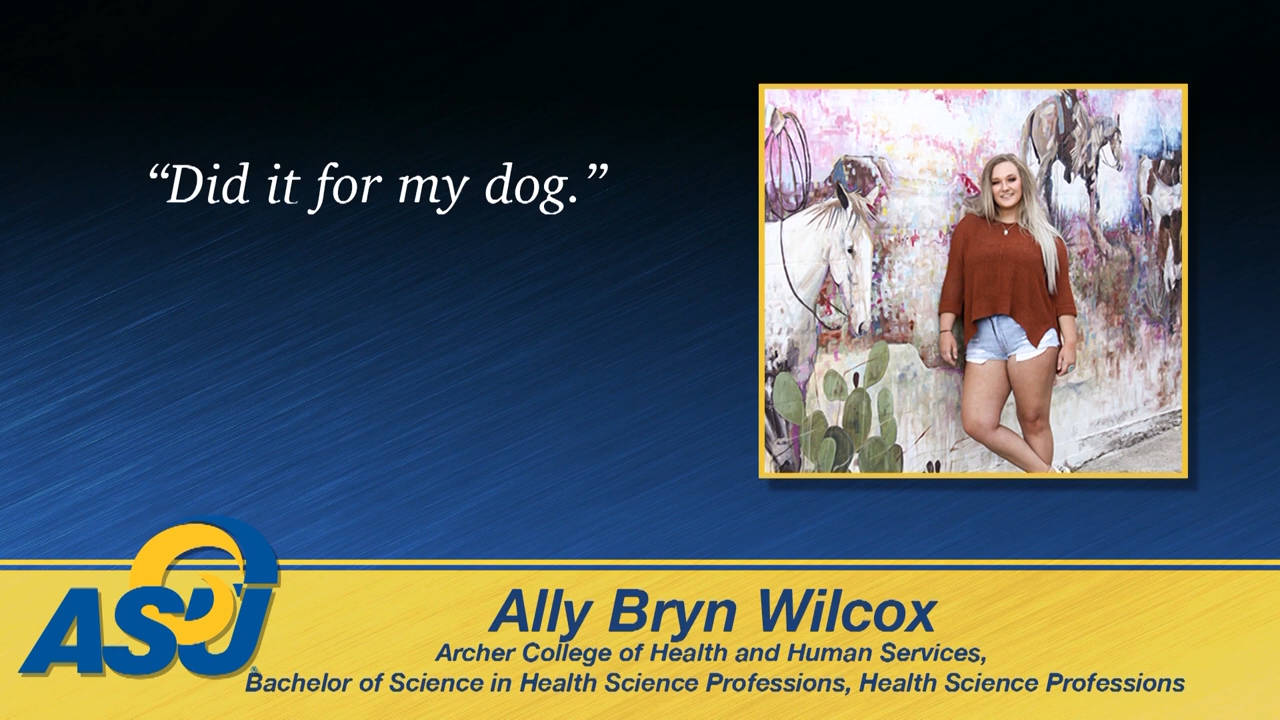 “Did it for my dog.”
ASU
Ally Bryn Wilcox
Archer College of Health and Human Services,
Bachelor of Science in Health Science Professions, Health Science Professions